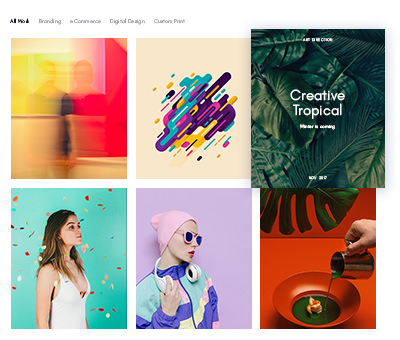 All Work Branding eCommerce Digital Design Custom Print
ART DIRECTION
Creative
Tropical
Winter is coming
NOV 2017